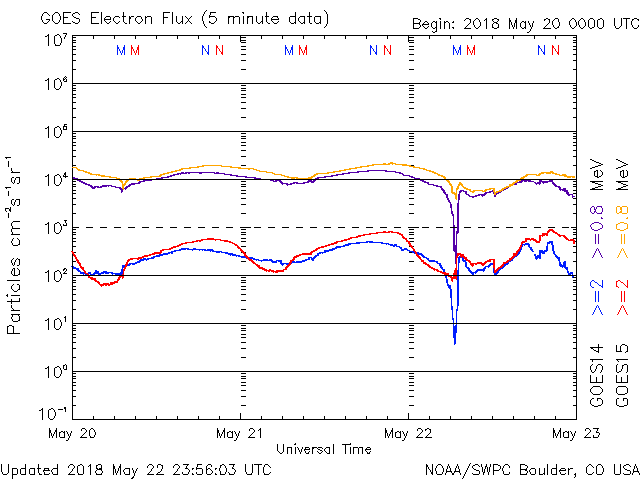 GOES Electron Flux (5 minute data)
Begin: 2018 May 20 0000 UTC
M M N N M M N N M M N N
10⁷
10⁶
10⁵
10⁴
10³
10²
10¹
10⁰
10⁻¹
Particles cm⁻²s⁻¹sr⁻¹
May 20 May 21 May 22 May 23
Universal Time
GOES14 >=2 >=0.8 MeV
GOES15 >=2 >=0.8 MeV
Updated 2018 May 22 23:56:03 UTC
NOAA/SWPC Boulder, CO USA